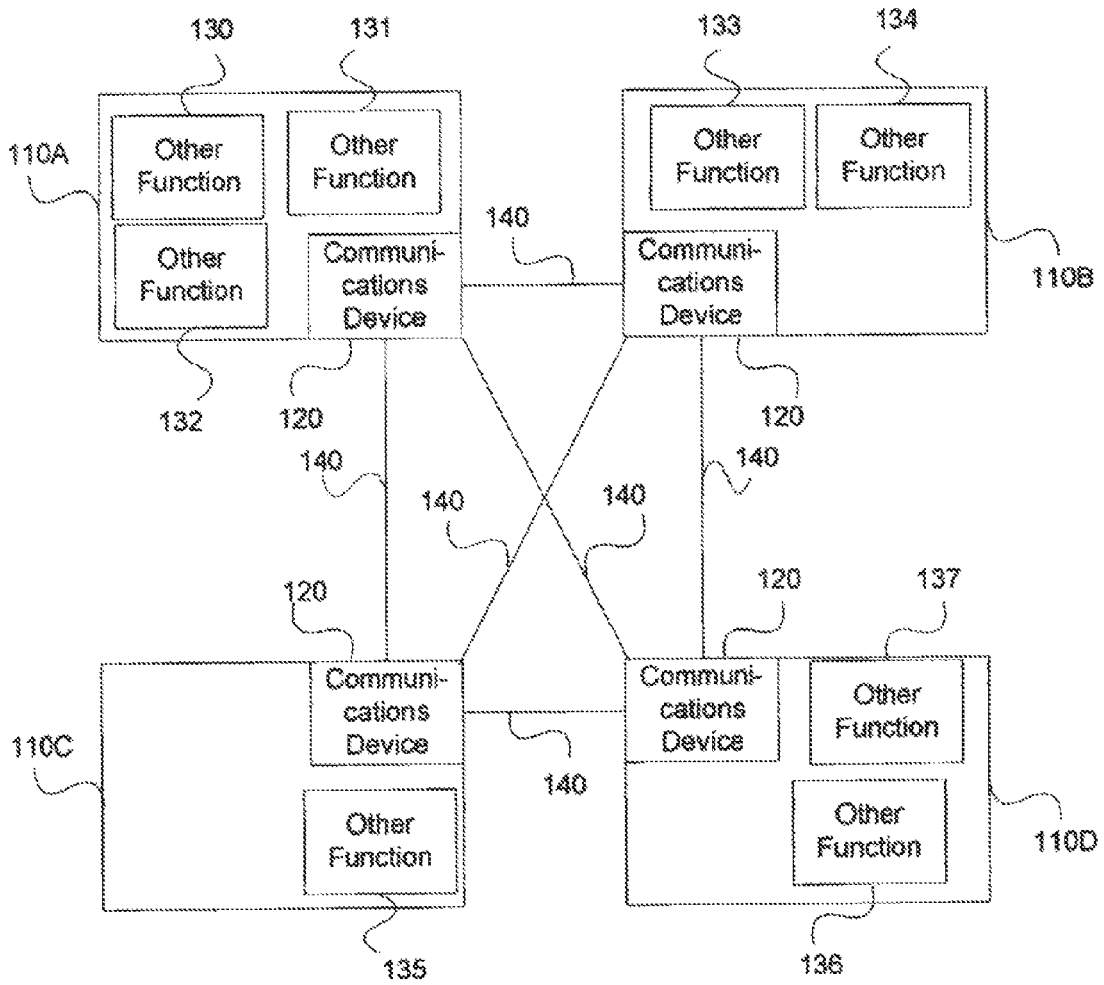 130
131
133
134
110A
Other
Function
Other
Function
Other
Function
Other
Function
Other
Function
140
Communi-
cations
Device
Communi-
cations
Device
110B
132
120
120
140
140
140
140
120
120
137
Communi-
cations
Device
Communi-
cations
Device
Other
Function
110C
140
Other
Function
Other
Function
110D
135
136